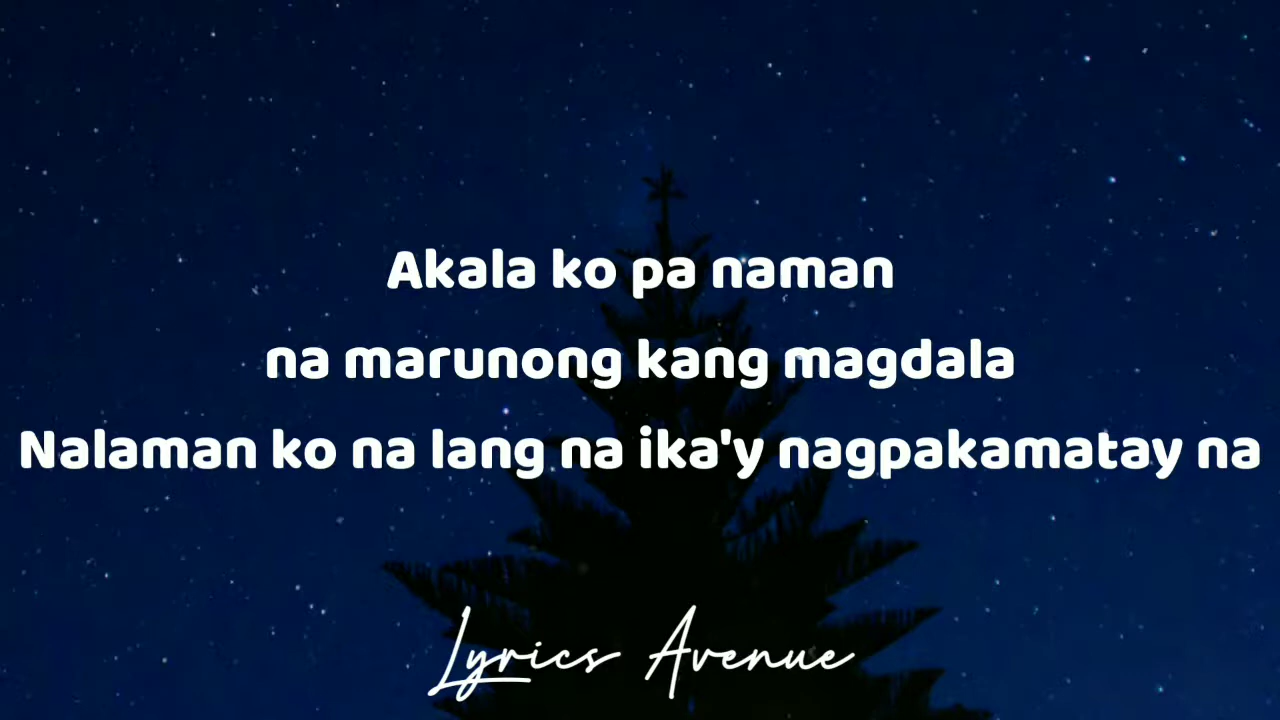 Akala ko pa naman
na marunong kang magdala
Nalaman ko na lang na ika'y nagpakamatay na
Lyrics Avenue